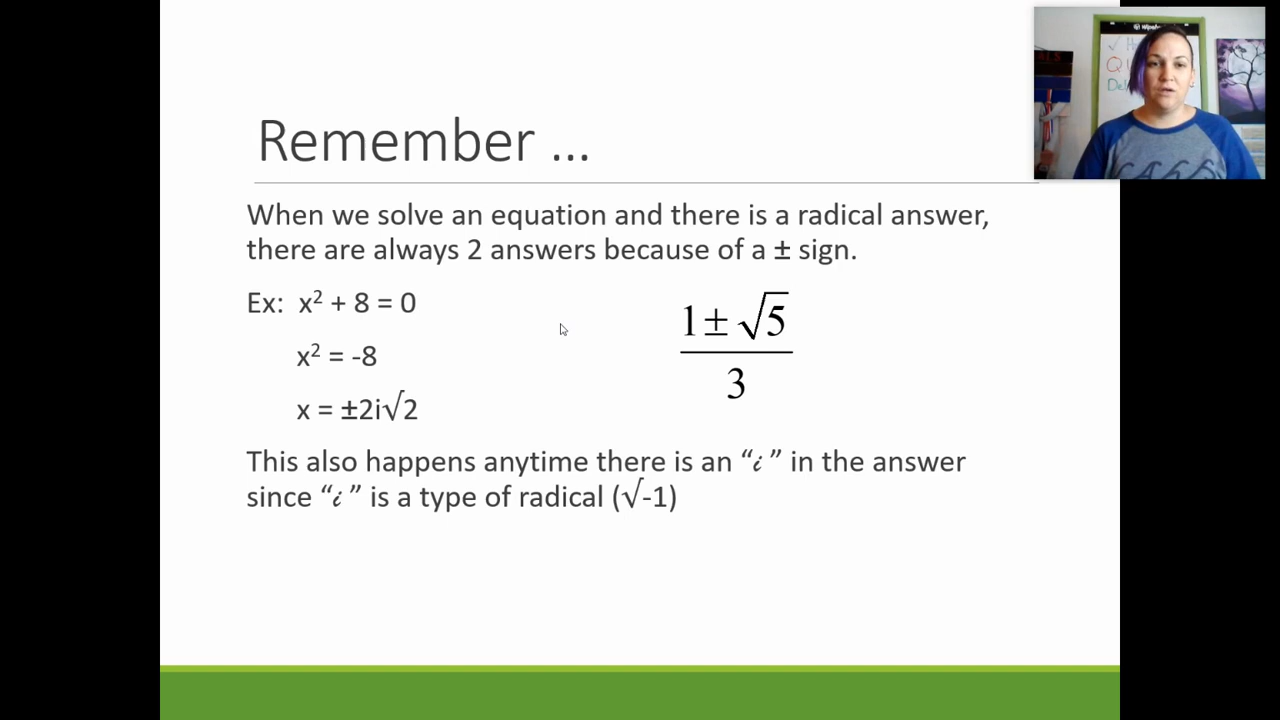 Remember ...
When we solve an equation and there is a radical answer,
there are always 2 answers because of a ± sign.
Ex: x² + 8 = 0
x² = -8
x = ±2i√2
1 ± √5
3
This also happens anytime there is an “i ” in the answer
since “i ” is a type of radical (√-1)